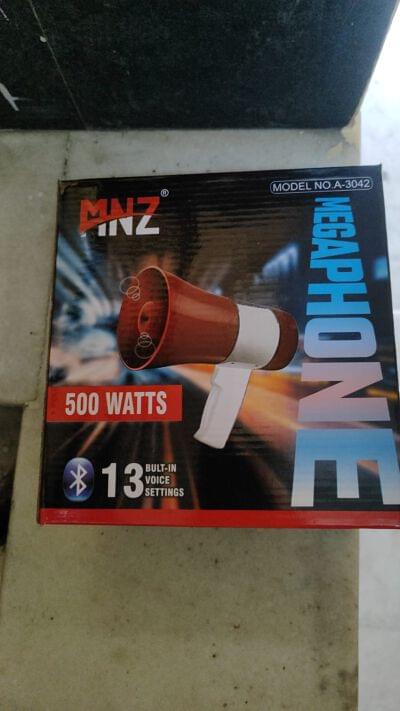 MNZ®
MODEL NO.A-3042
MEGAPHONE
500 WATTS
13 BULT-IN
VOICE
SETTINGS